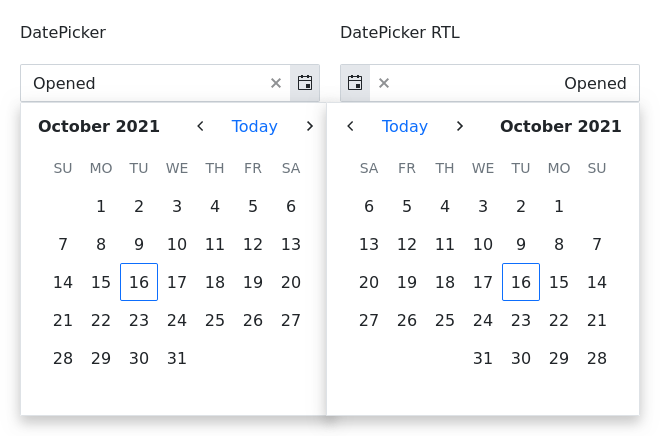 DatePicker
Opened
October 2021 Today
SU MO TU WE TH FR SA
1 2 3 4 5 6
7 8 9 10 11 12 13
14 15 16 17 18 19 20
21 22 23 24 25 26 27
28 29 30 31
DatePicker RTL
Opened
Today October 2021
SA FR TH WE TU MO SU
6 5 4 3 2 1
13 12 11 10 9 8 7
20 19 18 17 16 15 14
27 26 25 24 23 22 21
31 30 29 28